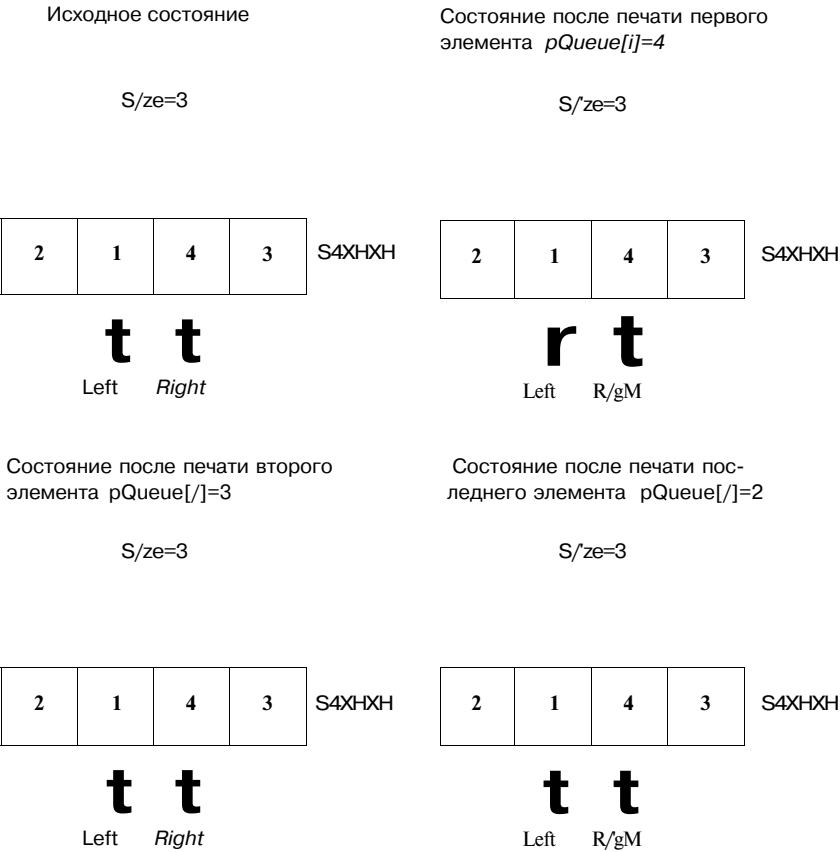 Исходное состояние
S/ze=3
2 1 4 3 S4XHXH
t t
Left Right
Состояние после печати первого
элемента pQueue[i]=4
S/'ze=3
2 1 4 3 S4XHXH
r t
Left R/gM
Состояние после печати второго
элемента pQueue[/]=3
S/ze=3
2 1 4 3 S4XHXH
t t
Left Right
Состояние после печати пос-
леднего элемента pQueue[/]=2
S/'ze=3
2 1 4 3 S4XHXH
t t
Left R/'gM